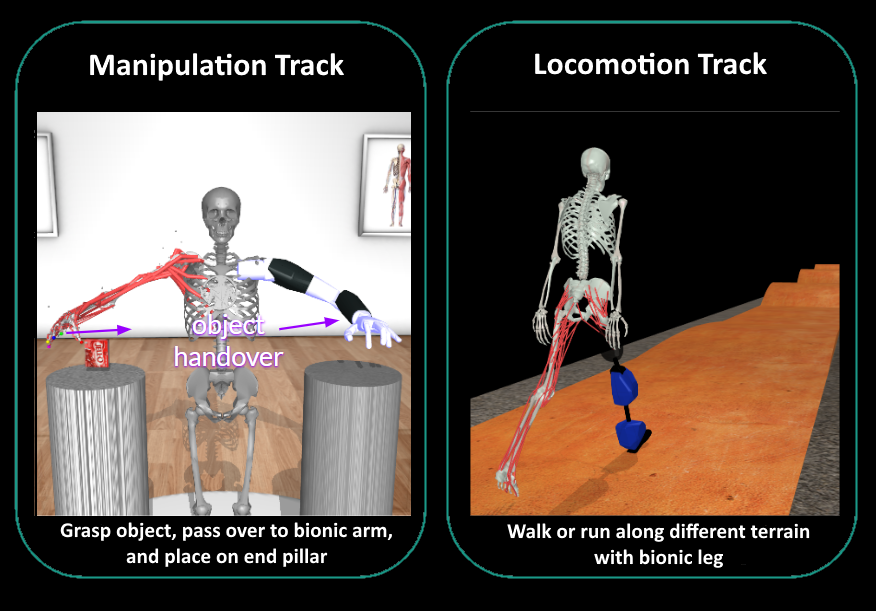 Manipulation Track
object
handover
Grasp object, pass over to bionic arm,
and place on end pillar
Locomotion Track
Walk or run along different terrain
with bionic leg